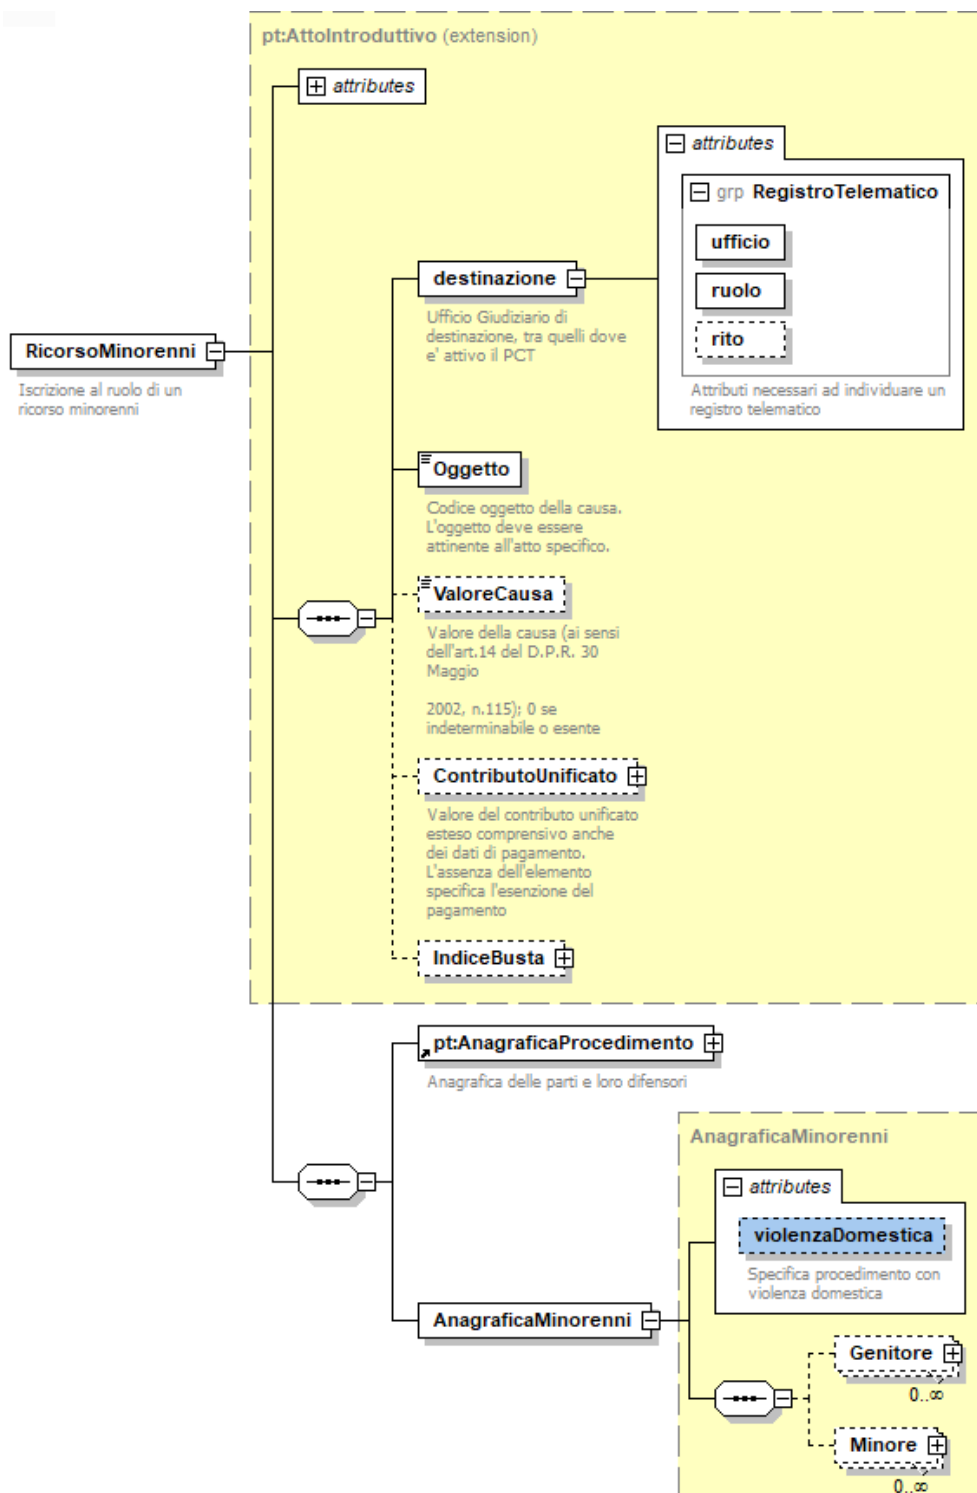 pt:AttoIntroduttivo (extension)
attributes
attributes
grp RegistroTelematico
ufficio
destinazione
ruolo
Ufficio Giudiziario di
destinazione, tra quelli dove
e' attivo il PCT
rito
RicorsoMinorenni
Iscrizione al ruolo di un
ricorso minorenni
Attributi necessari ad individuare un
registro telematico
Oggetto
Codice oggetto della causa.
L'oggetto deve essere
attinente all'atto specifico.
ValoreCausa
Valore della causa (ai sensi
dell'art.14 del D.P.R. 30
Maggio
2002, n.115); 0 se
indeterminabile o esente
ContributoUnificato
Valore del contributo unificato
esteso comprensivo anche
dei dati di pagamento.
L'assenza dell'elemento
specifica l'esenzione del
pagamento
IndiceBusta
pt:AnagraficaProcedimento
Anagrafica delle parti e loro difensori
AnagraficaMinorenni
attributes
violenzaDomestica
Specifica procedimento con
violenza domestica
AnagraficaMinorenni
Genitore
0..∞
Minore
0..∞